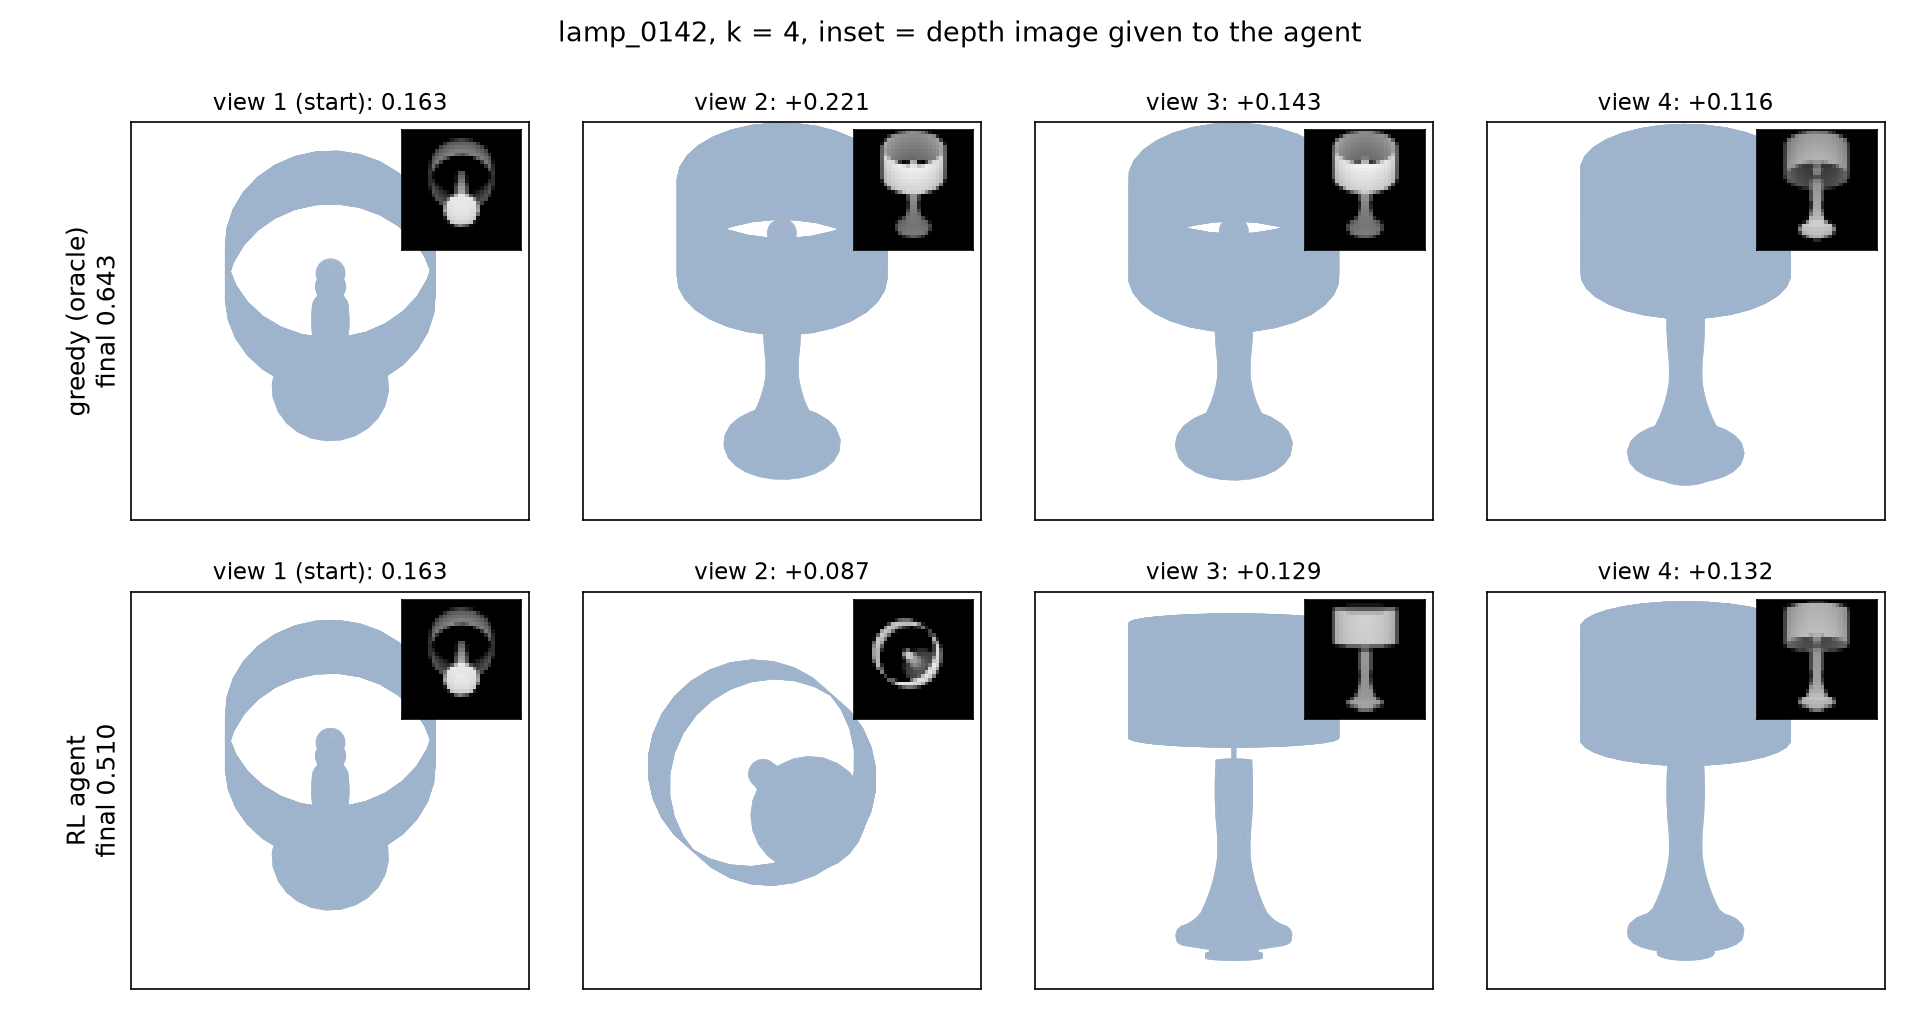 lamp_0142, k = 4, inset = depth image given to the agent
view 1 (start): 0.163
view 2: +0.221
view 3: +0.143
view 4: +0.116
greedy (oracle)
final 0.643
view 1 (start): 0.163
view 2: +0.087
view 3: +0.129
view 4: +0.132
RL agent
final 0.510